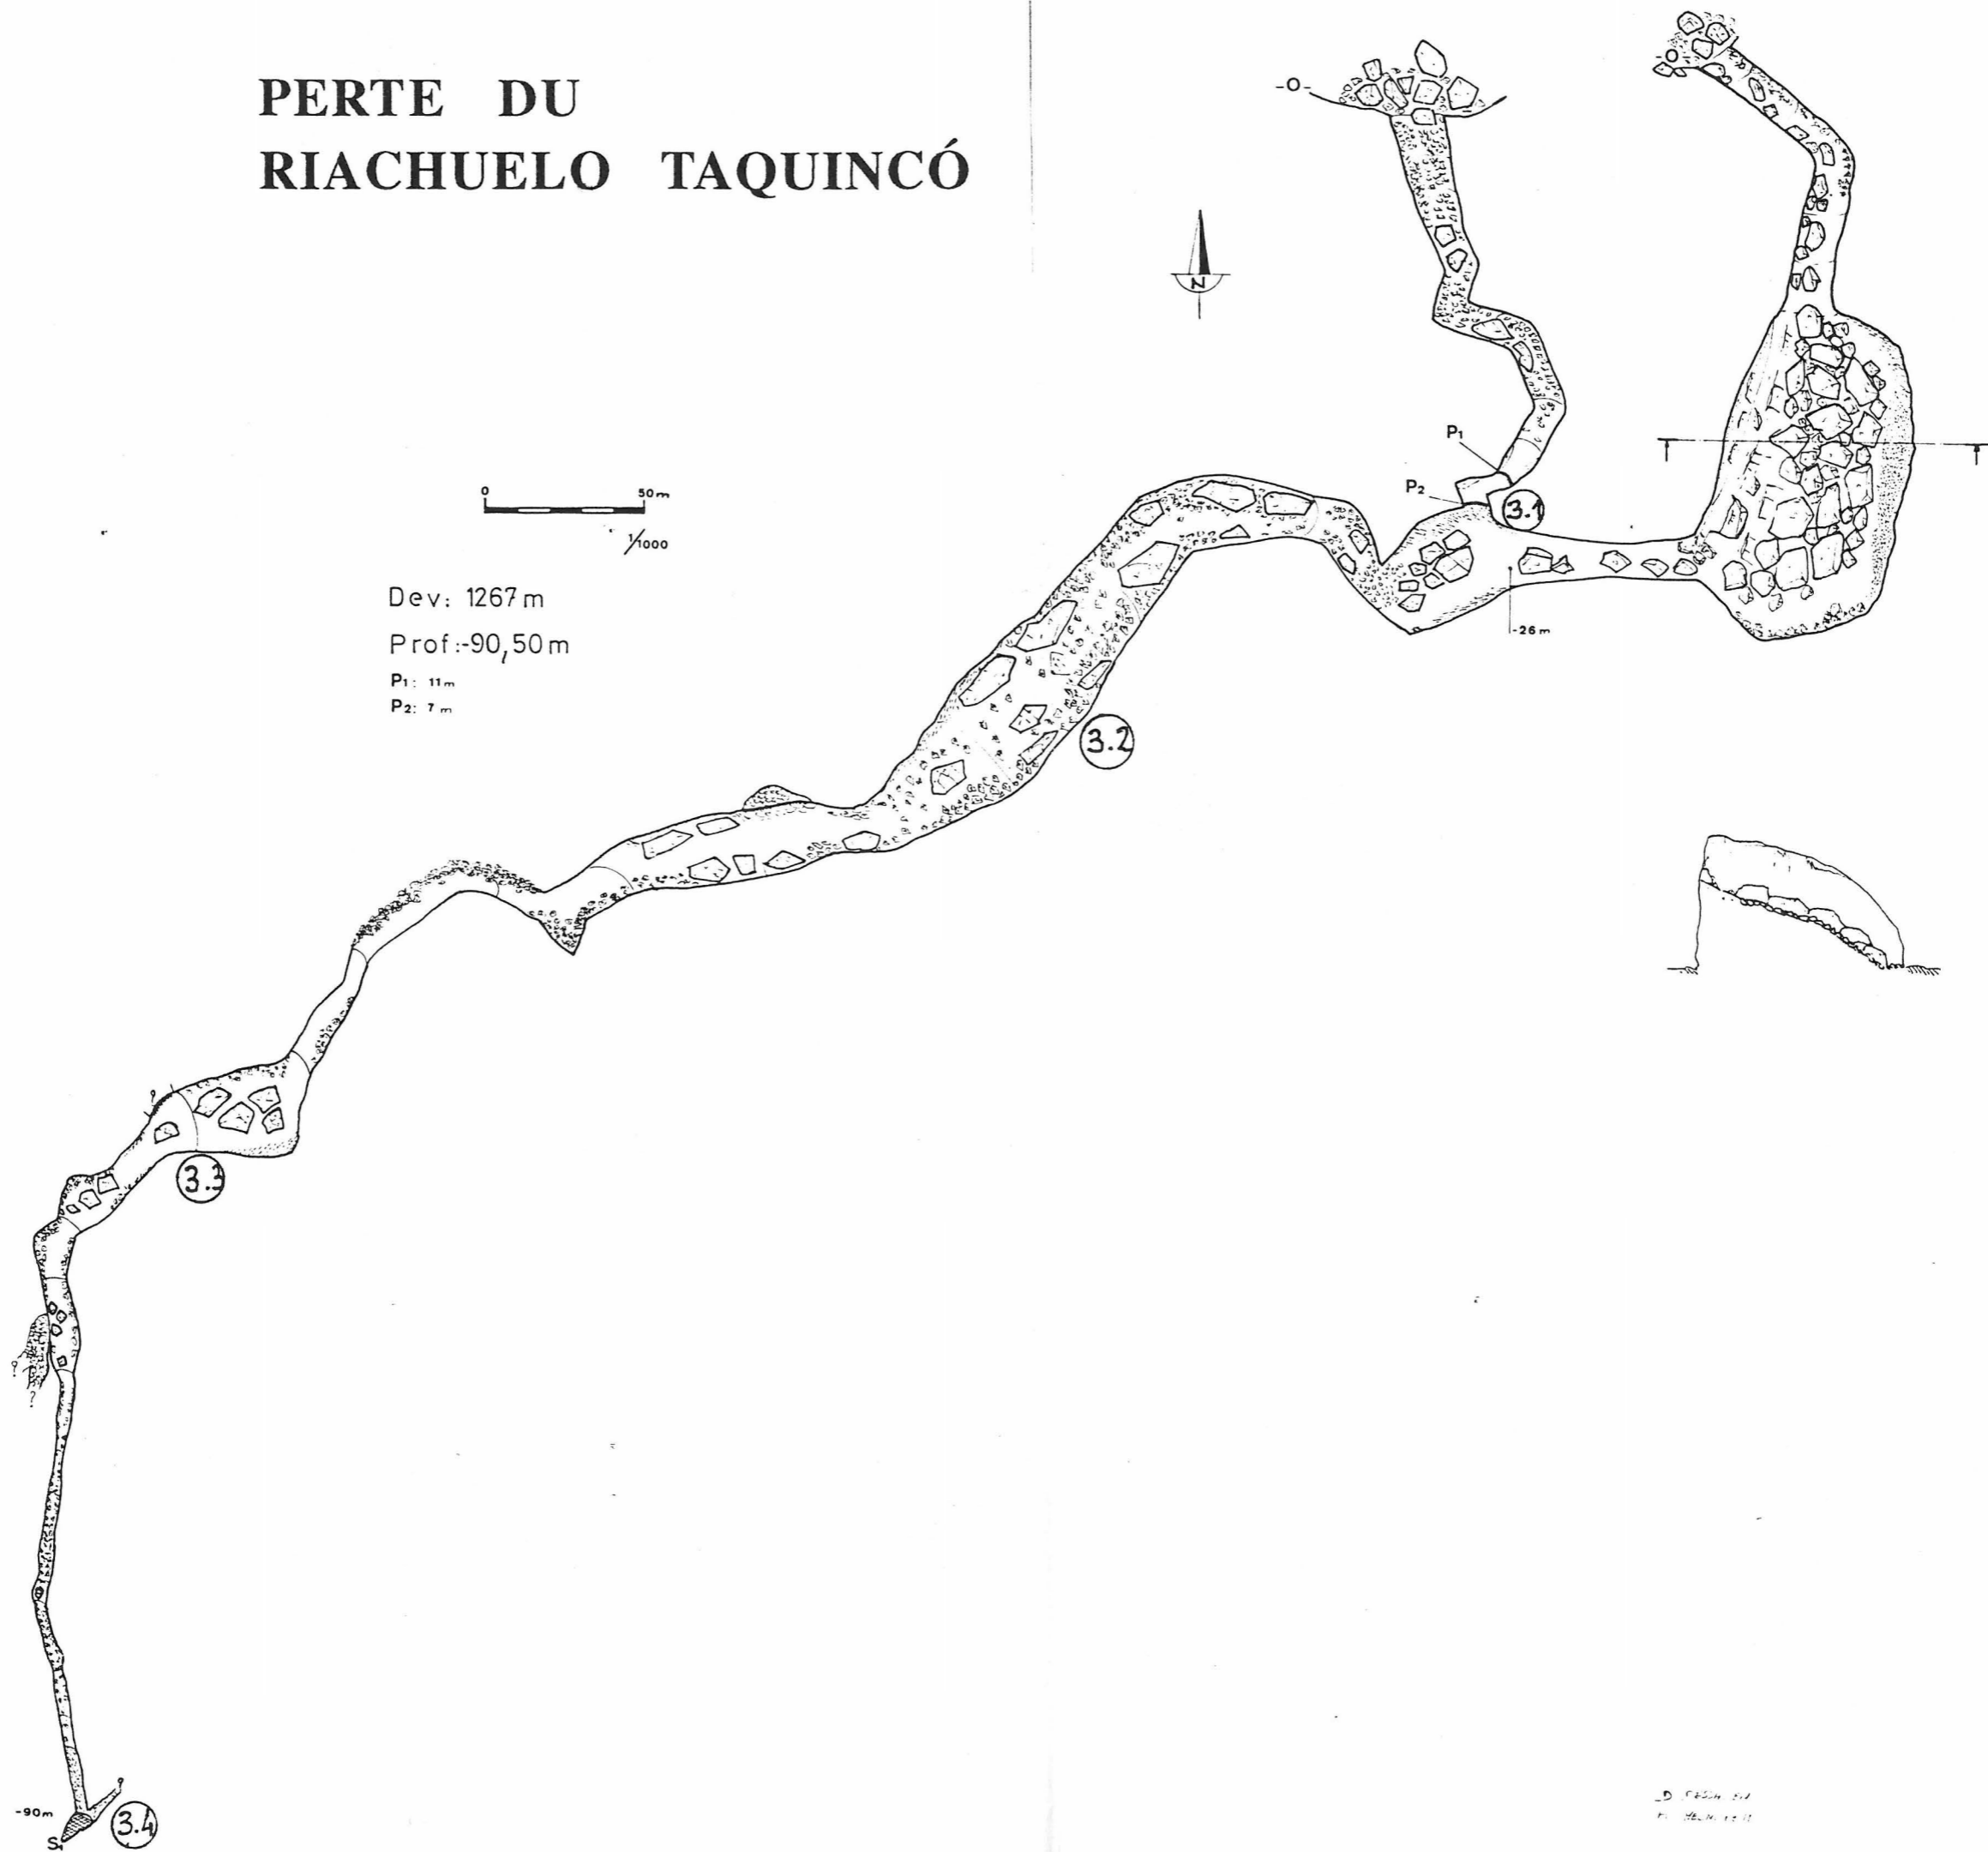 PERTE DU
RIACHUELO TAQUINCÓ
-O-
-O-
N
0 50m
1/1000
Dev: 1267m
Prof:-90,50m
P1: 11m
P2: 7m
P1
P2
3.1
-26m
3.2
?
3.3
?
?
?
-90m
S1
3.4